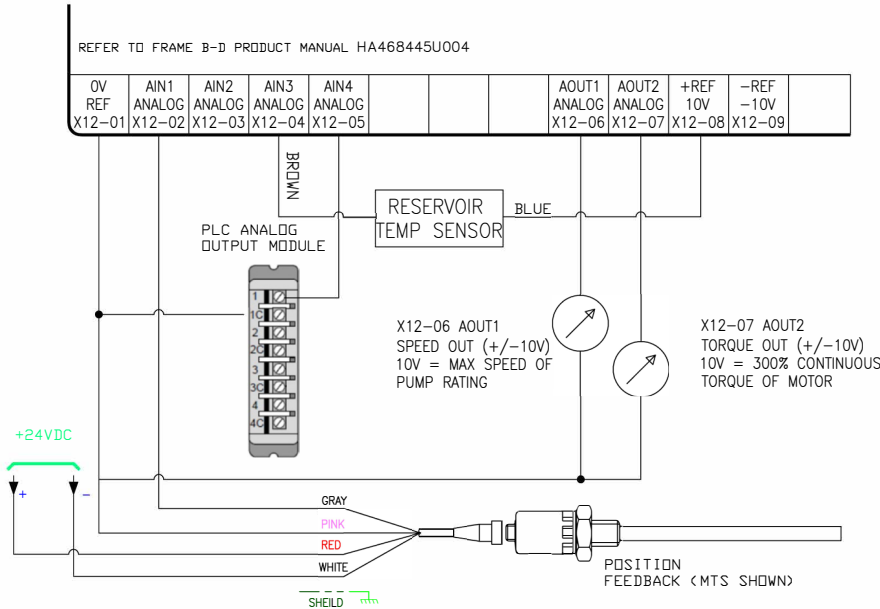 REFER TO FRAME B-D PRODUCT MANUAL HA468445U004
0V
REF
X12-01
AIN1
ANALOG
X12-02
AIN2
ANALOG
X12-03
AIN3
ANALOG
X12-04
AIN4
ANALOG
X12-05
AOUT1
ANALOG
X12-06
AOUT2
ANALOG
X12-07
+REF
10V
X12-08
-REF
-10V
X12-09
BROWN
RESERVOIR
TEMP SENSOR
BLUE
PLC ANALOG
OUTPUT MODULE
1
1C
2
2C
3
3C
4
4C
X12-06 AOUT1
SPEED OUT (+/-10V)
10V = MAX SPEED OF
PUMP RATING
X12-07 AOUT2
TORQUE OUT (+/-10V)
10V = 300% CONTINUOUS
TORQUE OF MOTOR
+24VDC
+
-
GRAY
PINK
RED
WHITE
SHEILD
POSITION
FEEDBACK (MTS SHOWN)